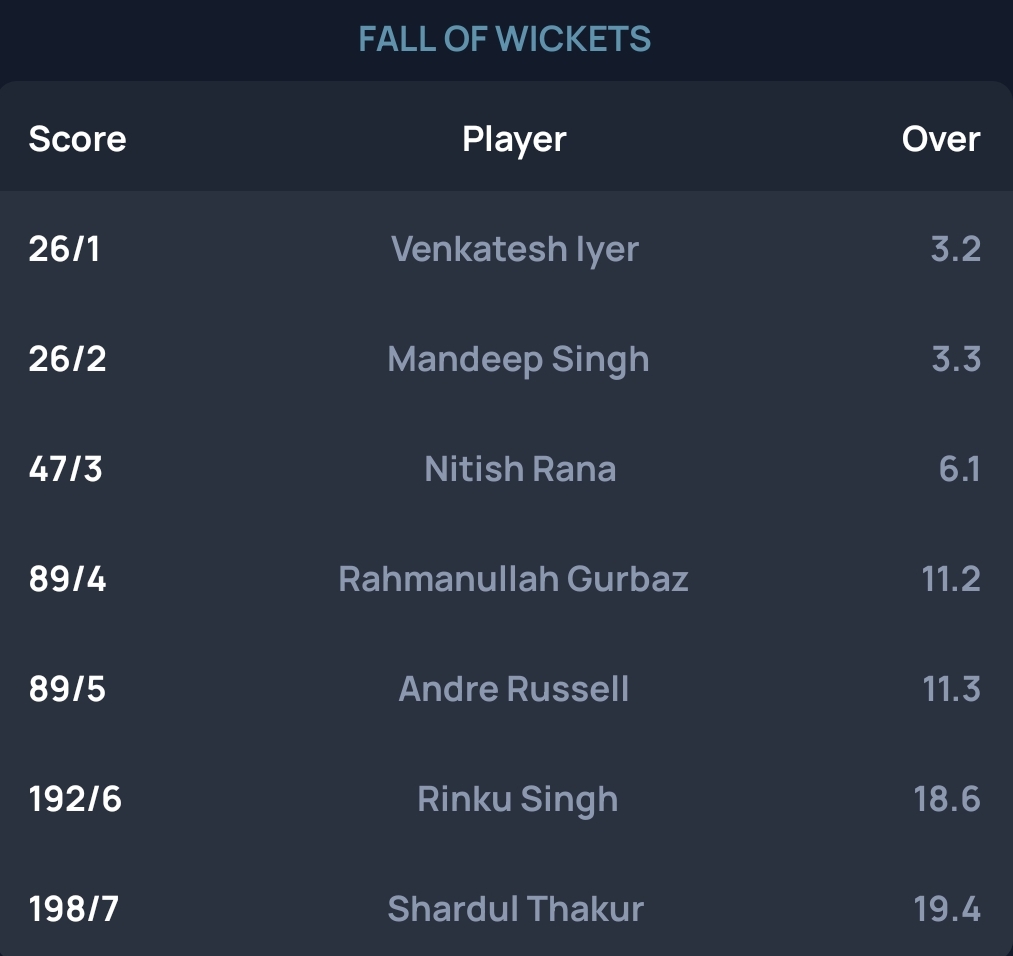 FALL OF WICKETS
Score Player Over
26/1 Venkatesh Iyer 3.2
26/2 Mandeep Singh 3.3
47/3 Nitish Rana 6.1
89/4 Rahmanullah Gurbaz 11.2
89/5 Andre Russell 11.3
192/6 Rinku Singh 18.6
198/7 Shardul Thakur 19.4